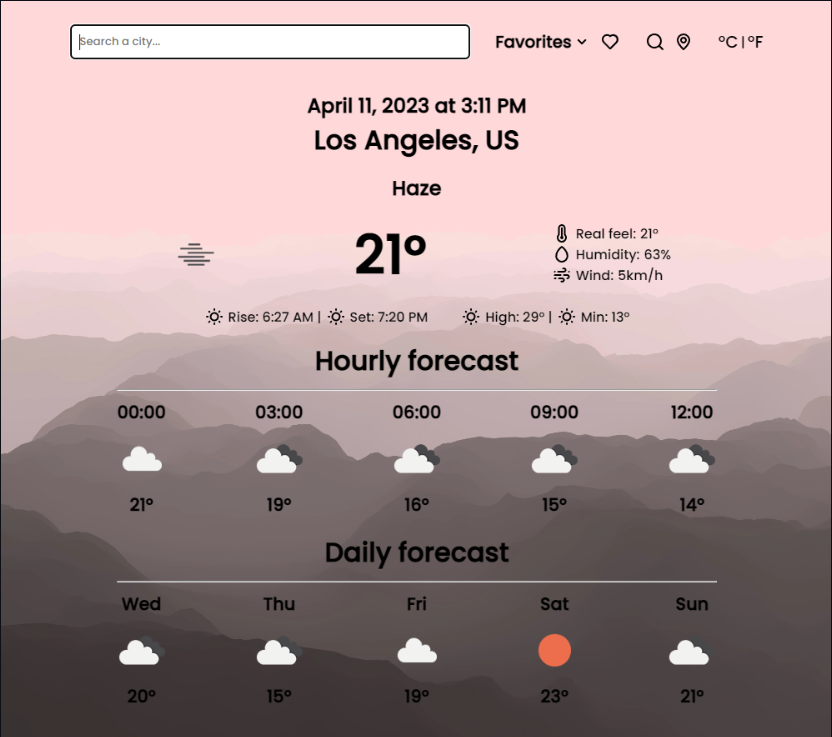 Search a city... Favorites °C | °F
April 11, 2023 at 3:11 PM
Los Angeles, US
Haze
21°
Real feel: 21°
Humidity: 63%
Wind: 5km/h
Rise: 6:27 AM | Set: 7:20 PM High: 29° | Min: 13°
Hourly forecast
00:00 03:00 06:00 09:00 12:00
21° 19° 16° 15° 14°
Daily forecast
Wed Thu Fri Sat Sun
20° 15° 19° 23° 21°